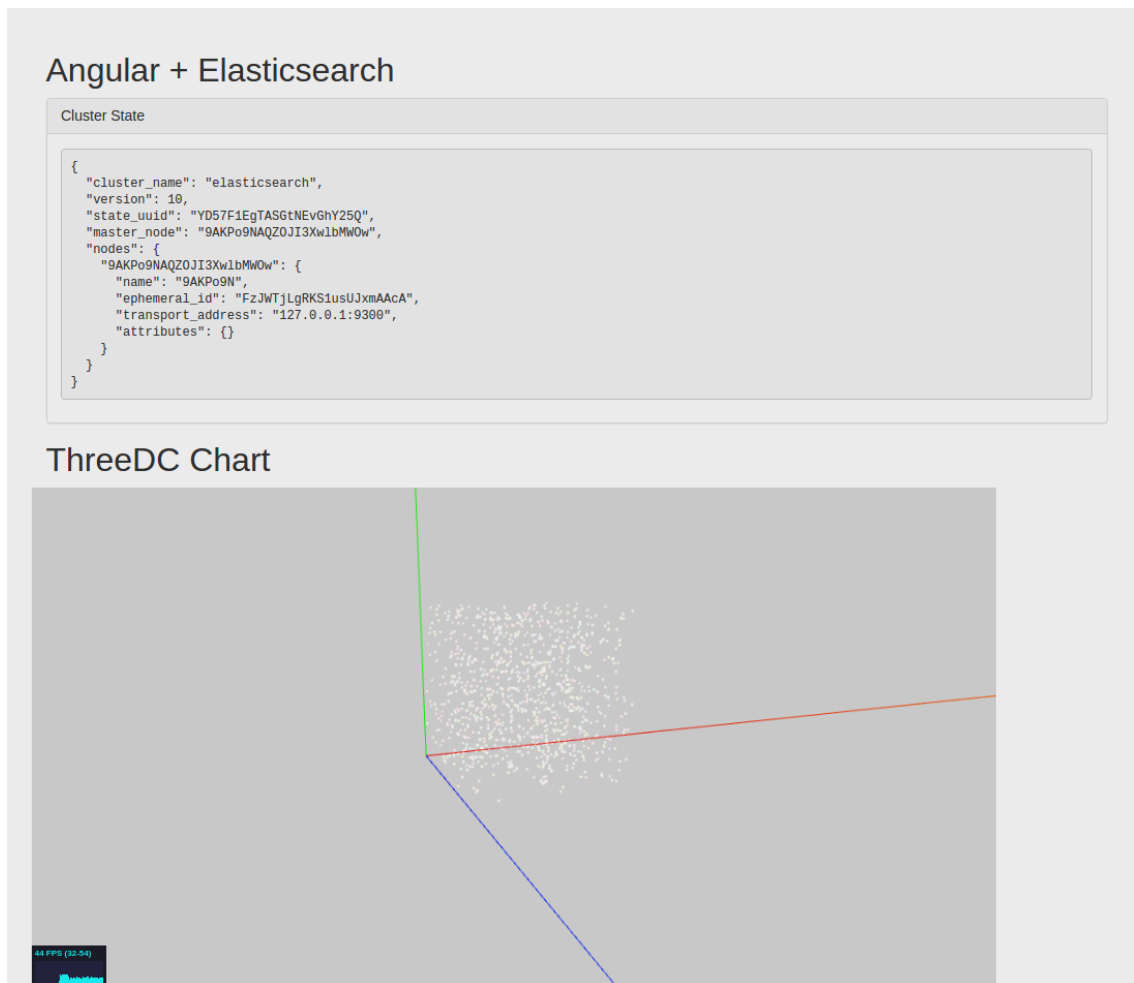 Angular + Elasticsearch
Cluster State
{
  "cluster_name": "elasticsearch",
  "version": 10,
  "state_uuid": "YD57F1EgTASGtNEvGhY25Q",
  "master_node": "9AKPo9NAQZOJI3XwlbMWOw",
  "nodes": {
    "9AKPo9NAQZOJI3XwlbMWOw": {
      "name": "9AKPo9N",
      "ephemeral_id": "FzJWTjLgRKS1usUJxmAAcA",
      "transport_address": "127.0.0.1:9300",
      "attributes": {}
    }
  }
}
ThreeDC Chart
44 FPS (32-54)